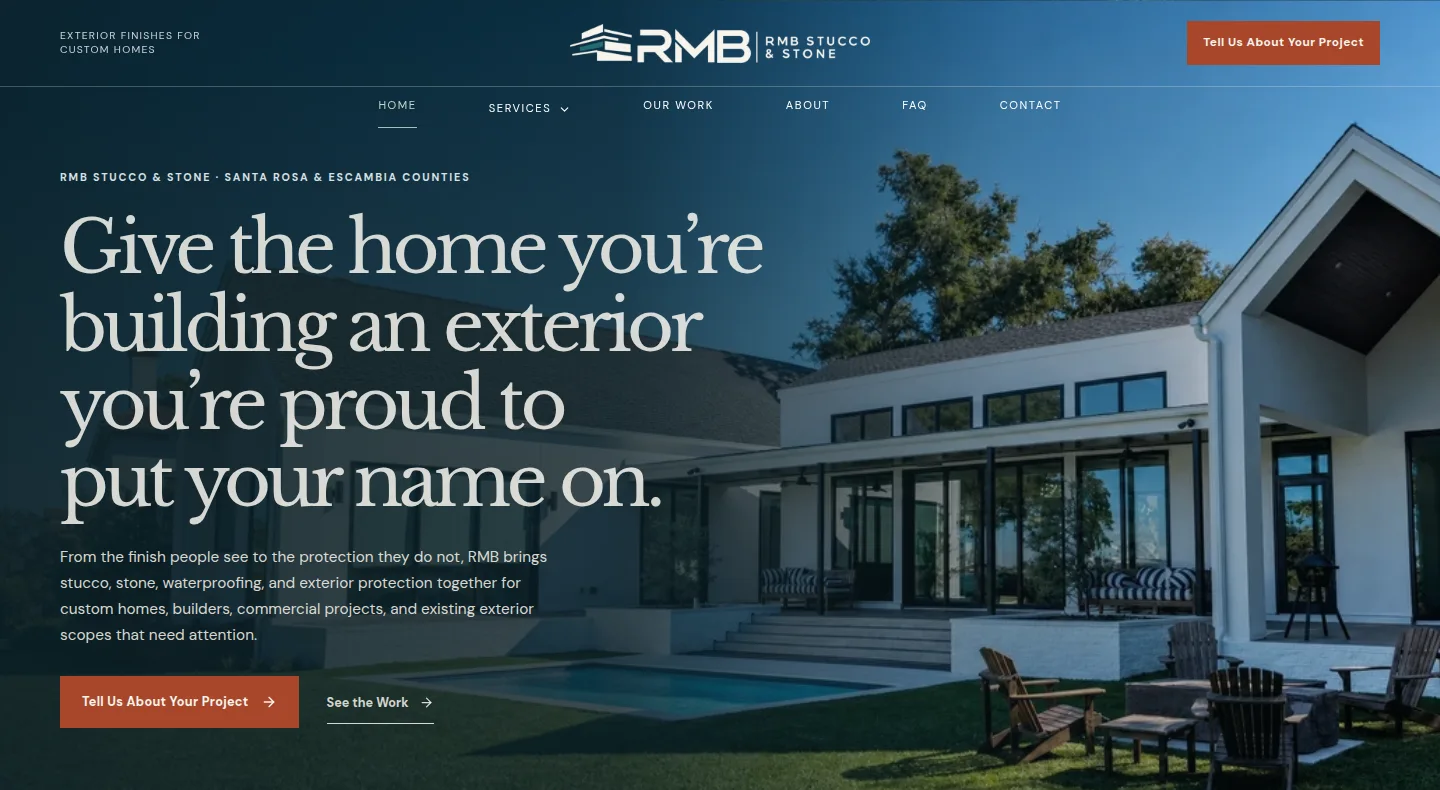 EXTERIOR FINISHES FOR
CUSTOM HOMES
RMB
RMB STUCCO
& STONE
Tell Us About Your Project
HOME
SERVICES
OUR WORK
ABOUT
FAQ
CONTACT
RMB STUCCO & STONE · SANTA ROSA & ESCAMBIA COUNTIES
Give the home you’re
building an exterior
you’re proud to
put your name on.
From the finish people see to the protection they do not, RMB brings
stucco, stone, waterproofing, and exterior protection together for
custom homes, builders, commercial projects, and existing exterior
scopes that need attention.
Tell Us About Your Project
See the Work